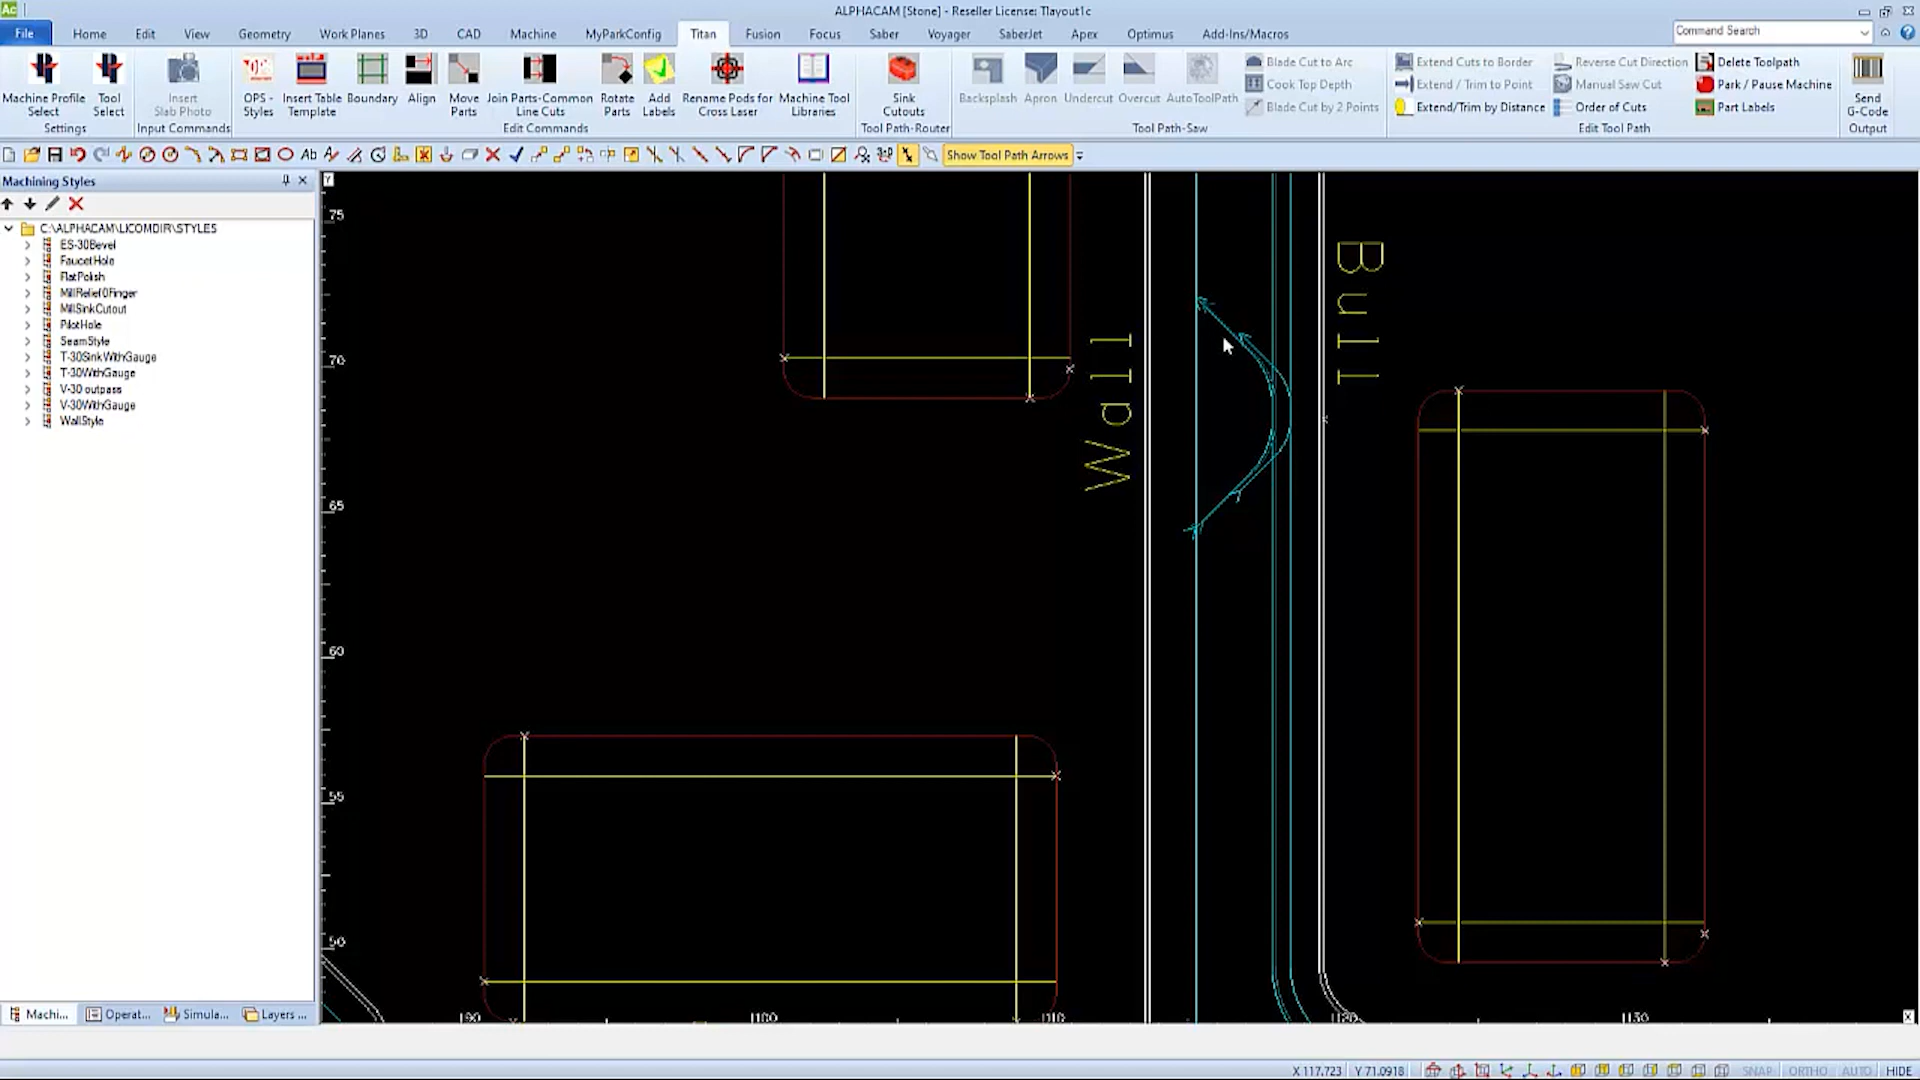 ALPHACAM [Stone] - Reseller License: Tlayout1c
File Home Edit View Geometry Work Planes 3D CAD Machine MyParkConfig Titan Fusion Focus Saber Voyager SaberJet Apex Optimus Add-Ins/Macros Command Search
Machine Profile Select
Tool Select
Settings
Insert Slab Photo
Input Commands
OPS - Styles
Insert Table Template
Boundary
Align
Move Parts
Join Parts-Common Line Cuts
Rotate Parts
Add Labels
Rename Pods for Cross Laser
Machine Tool Libraries
Edit Commands
Sink Cutouts
Tool Path-Router
Backsplash
Apron
Undercut
Overcut
AutoToolPath
Blade Cut to Arc
Cook Top Depth
Blade Cut by 2 Points
Tool Path-Saw
Extend Cuts to Border
Extend / Trim to Point
Extend/Trim by Distance
Reverse Cut Direction
Manual Saw Cut
Order of Cuts
Delete Toolpath
Park / Pause Machine
Part Labels
Edit Tool Path
Send G-Code
Output
Show Tool Path Arrows
Machining Styles
C:\ALPHACAM\LICOMDIR\STYLES
ES-30Bevel
FaucetHole
FlatPolish
MillRelief0Finger
MillSinkCutout
PilotHole
SeamStyle
T-30SinkWithGauge
T-30WithGauge
V-30 outpass
V-30WithGauge
WallStyle
Machi...
Operat...
Simula...
Layers ...
Y
75
70
65
60
55
50
Wall
Bull
90
100
110
120
130
X
X 117.723 Y 71.0918 SNAP ORTHO AUTO HIDE